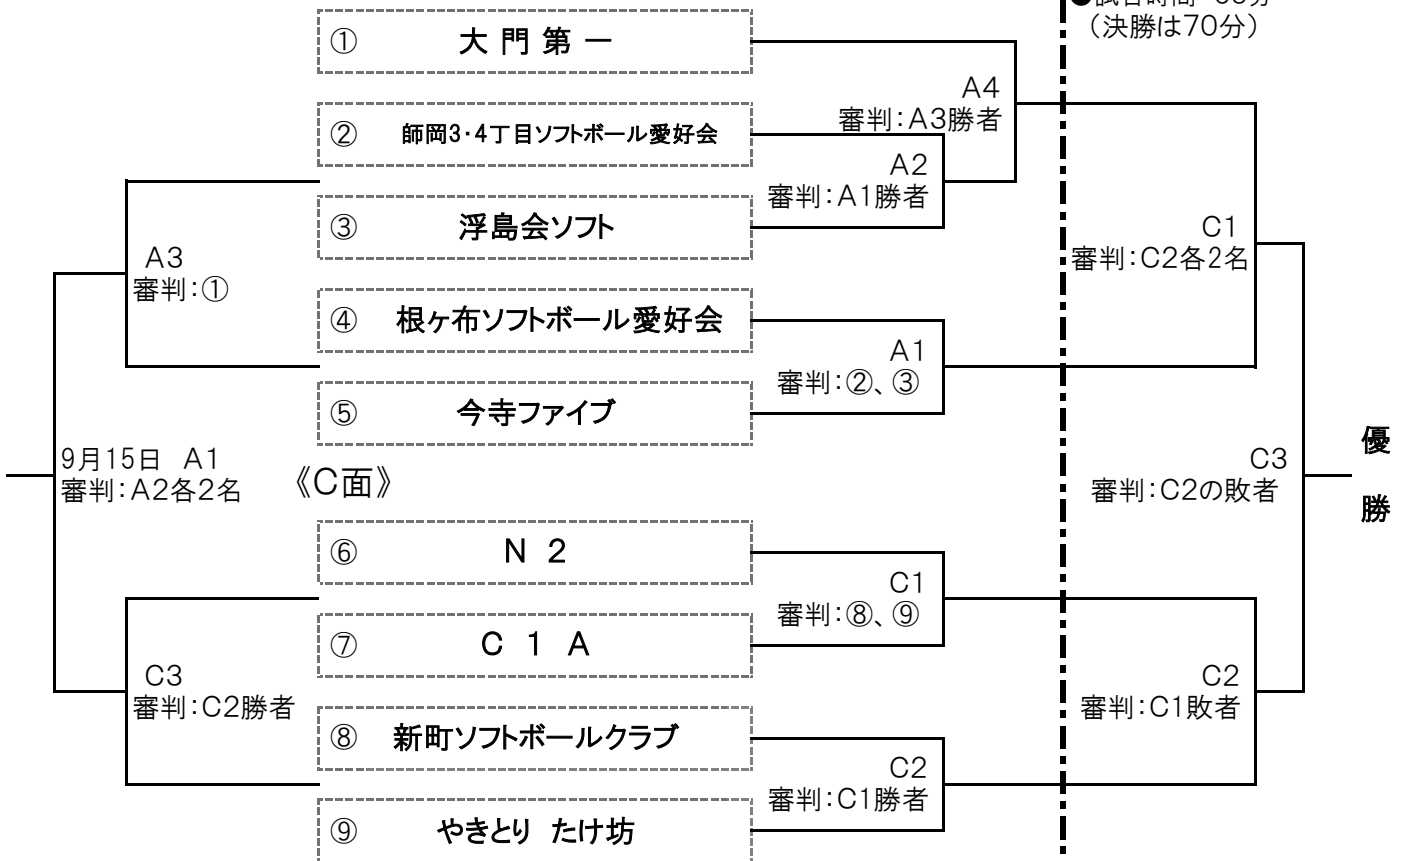 （決勝は70分）
① 大門第一
A4
審判：A3勝者
② 師岡3・4丁目ソフトボール愛好会
A2
審判：A1勝者
③ 浮島会ソフト
C1
審判：C2各2名
A3
審判：①
④ 根ヶ布ソフトボール愛好会
A1
審判：②、③
⑤ 今寺ファイブ
9月15日 A1
審判：A2各2名
《C面》
C3
審判：C2の敗者
優
勝
⑥ N2
C1
審判：⑧、⑨
⑦ C1A
C3
審判：C2勝者
C2
審判：C1敗者
⑧ 新町ソフトボールクラブ
C2
審判：C1勝者
⑨ やきとり たけ坊